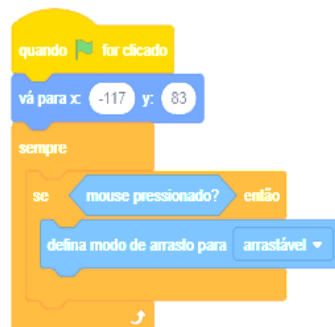 quando for clicado
vá para x: -117 y: 83
sempre
se mouse pressionado? então
defina modo de arrasto para arrastável